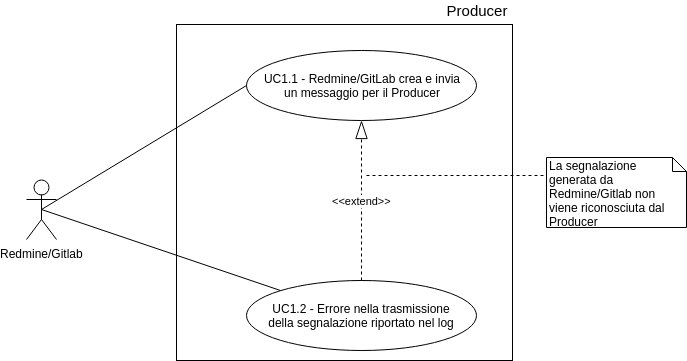 Producer
UC1.1 - Redmine/GitLab crea e invia
un messaggio per il Producer
La segnalazione
generata da
Redmine/Gitlab non
viene riconosciuta dal
Producer
<<extend>>
Redmine/Gitlab
UC1.2 - Errore nella trasmissione
della segnalazione riportato nel log